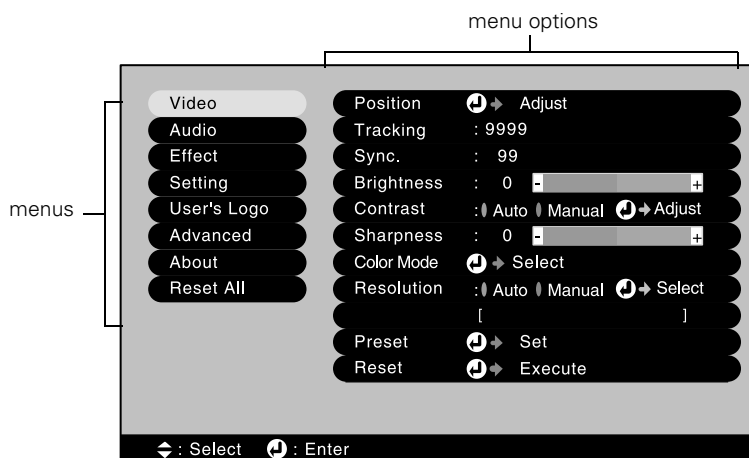 menu options
menus
Video
Audio
Effect
Setting
User's Logo
Advanced
About
Reset All
Position Adjust
Tracking : 9999
Sync. : 99
Brightness : 0 - +
Contrast : Auto Manual Adjust
Sharpness : 0 - +
Color Mode Select
Resolution : Auto Manual Select
[ ]
Preset Set
Reset Execute
: Select : Enter